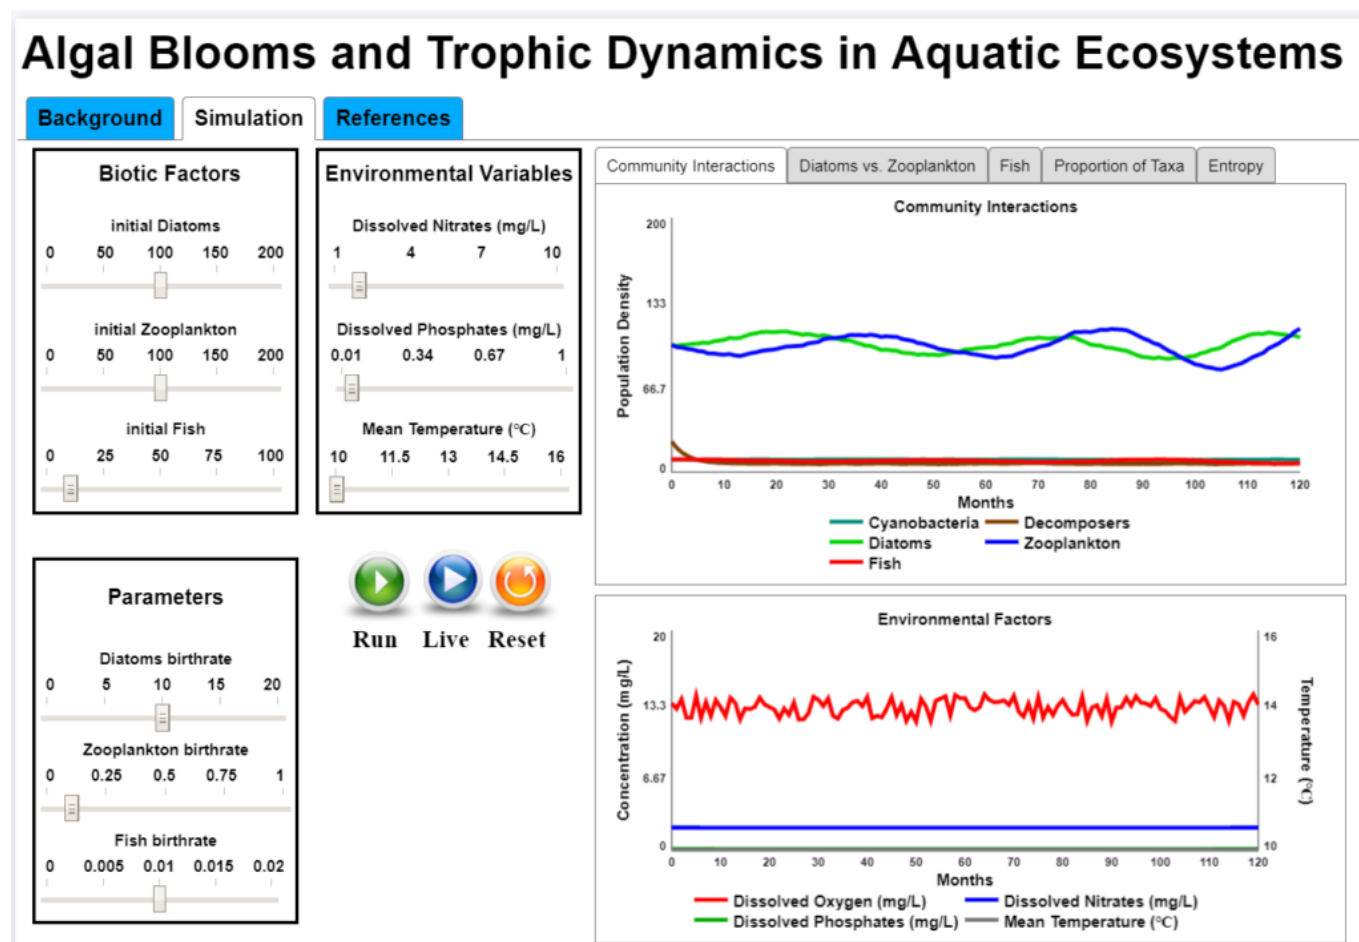 Algal Blooms and Trophic Dynamics in Aquatic Ecosystems
Background Simulation References
Biotic Factors
initial Diatoms
0 50 100 150 200
initial Zooplankton
0 50 100 150 200
initial Fish
0 25 50 75 100
Environmental Variables
Dissolved Nitrates (mg/L)
1 4 7 10
Dissolved Phosphates (mg/L)
0.01 0.34 0.67 1
Mean Temperature (°C)
10 11.5 13 14.5 16
Parameters
Diatoms birthrate
0 5 10 15 20
Zooplankton birthrate
0 0.25 0.5 0.75 1
Fish birthrate
0 0.005 0.01 0.015 0.02
Run Live Reset
Community Interactions Diatoms vs. Zooplankton Fish Proportion of Taxa Entropy
Community Interactions
Population Density
200
133
66.7
0
0 10 20 30 40 50 60 70 80 90 100 110 120
Months
Cyanobacteria Decomposers
Diatoms Zooplankton
Fish
Environmental Factors
Concentration (mg/L)
20
13.3
6.67
0
16
14
12
10
Temperature (°C)
0 10 20 30 40 50 60 70 80 90 100 110 120
Months
Dissolved Oxygen (mg/L) Dissolved Nitrates (mg/L)
Dissolved Phosphates (mg/L) Mean Temperature (°C)